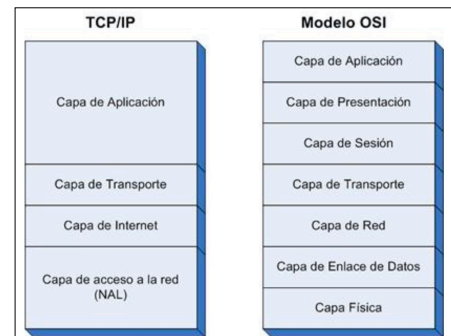 TCP/IP
Capa de Aplicación
Capa de Transporte
Capa de Internet
Capa de acceso a la red
(NAL)
Modelo OSI
Capa de Aplicación
Capa de Presentación
Capa de Sesión
Capa de Transporte
Capa de Red
Capa de Enlace de Datos
Capa Física